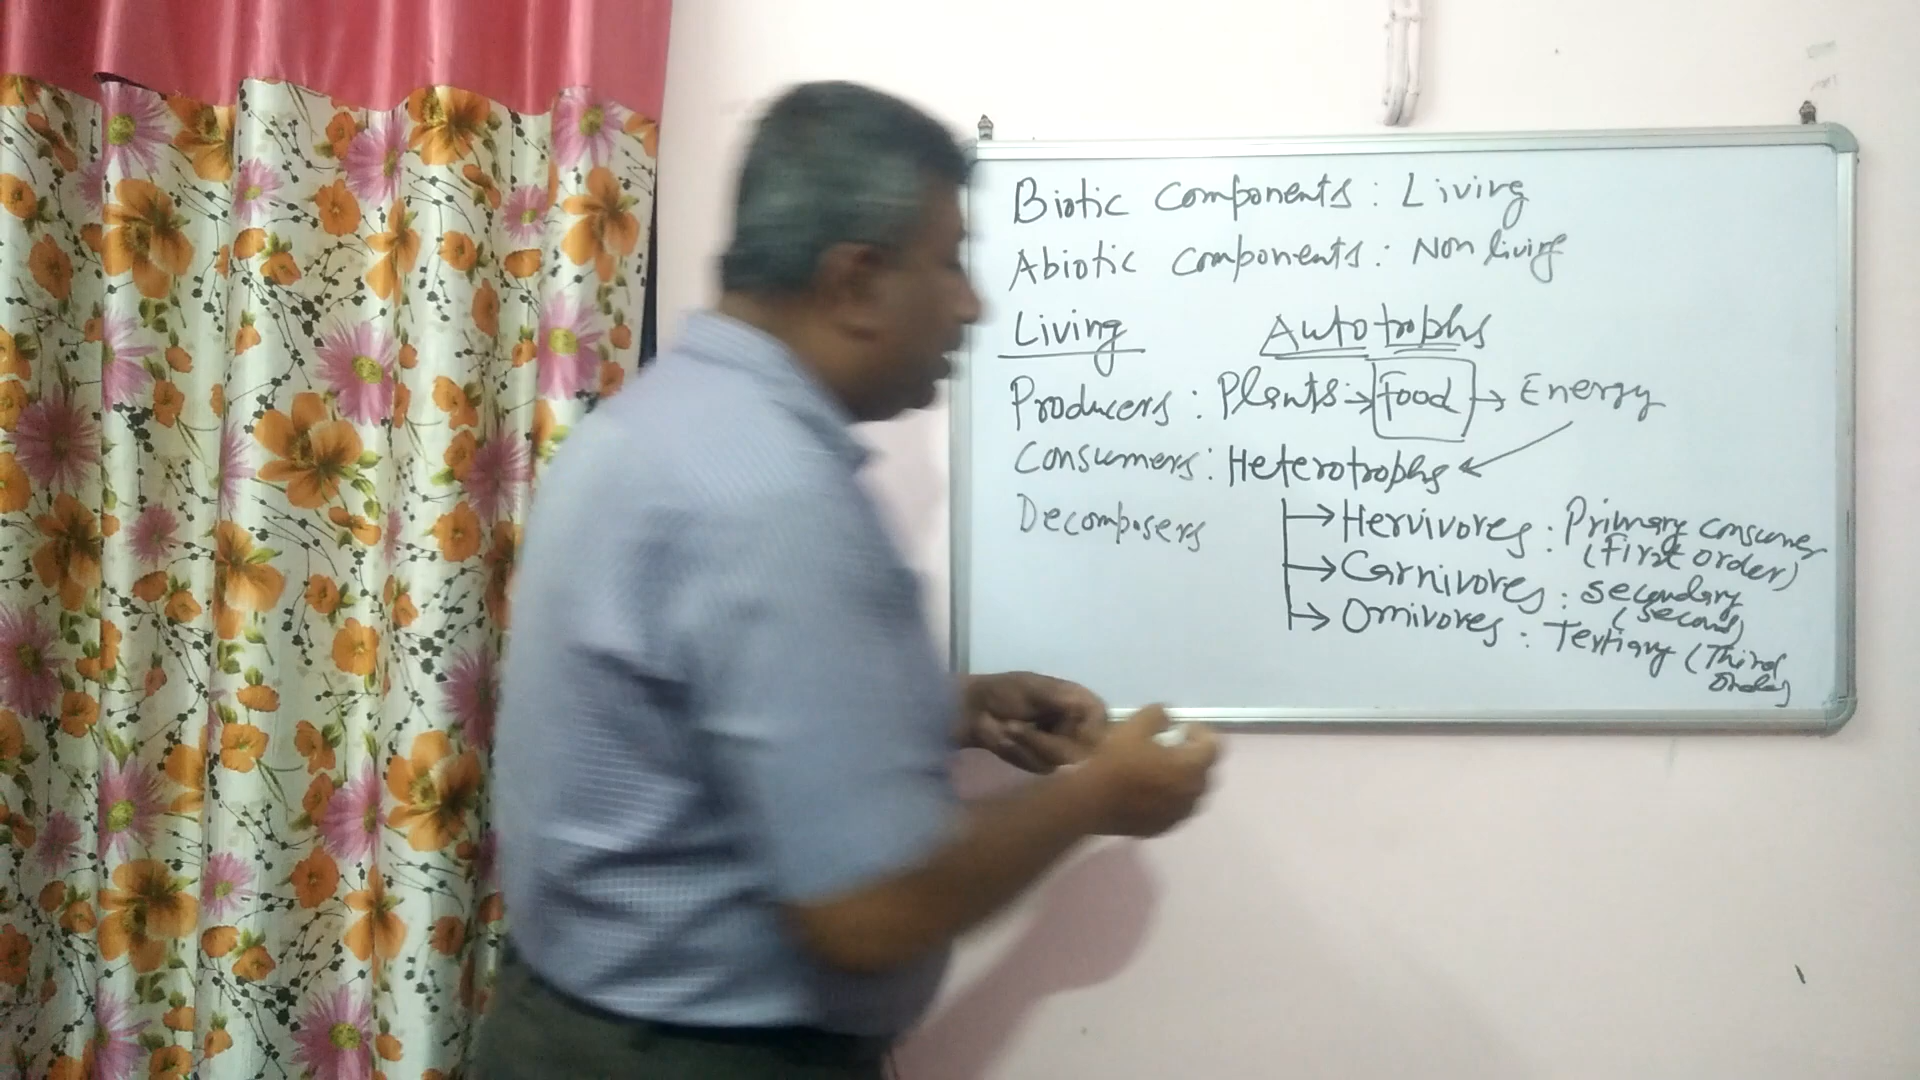 Biotic Components : Living
Abiotic Components : Non living
Living Autotrophs
Producers : Plants → Food → Energy
Consumers : Heterotrophs
Decomposers → Hervivores : Primary consumer
(First order)
→ Carnivores : Secondary
(Second)
→ Omivores : Tertiary (Third
Order)